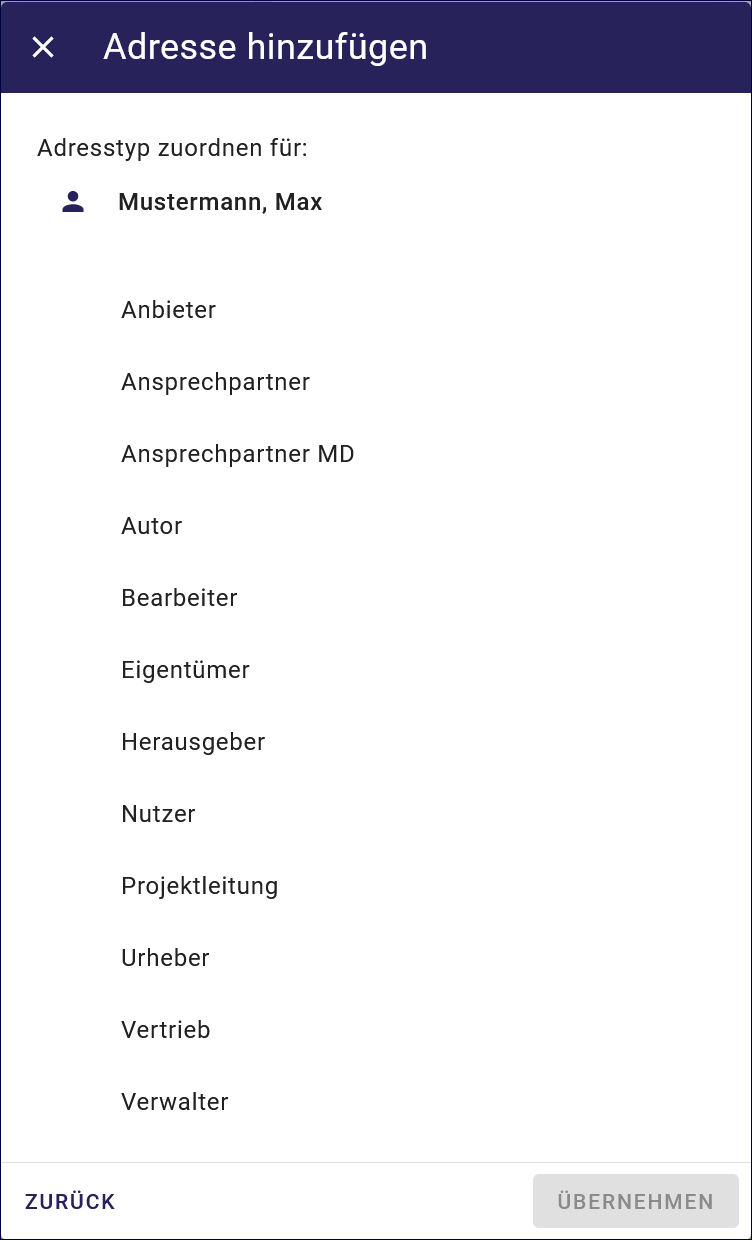 Adresse hinzufügen
Adresstyp zuordnen für:
Mustermann, Max
Anbieter
Ansprechpartner
Ansprechpartner MD
Autor
Bearbeiter
Eigentümer
Herausgeber
Nutzer
Projektleitung
Urheber
Vertrieb
Verwalter
ZURÜCK
ÜBERNEHMEN